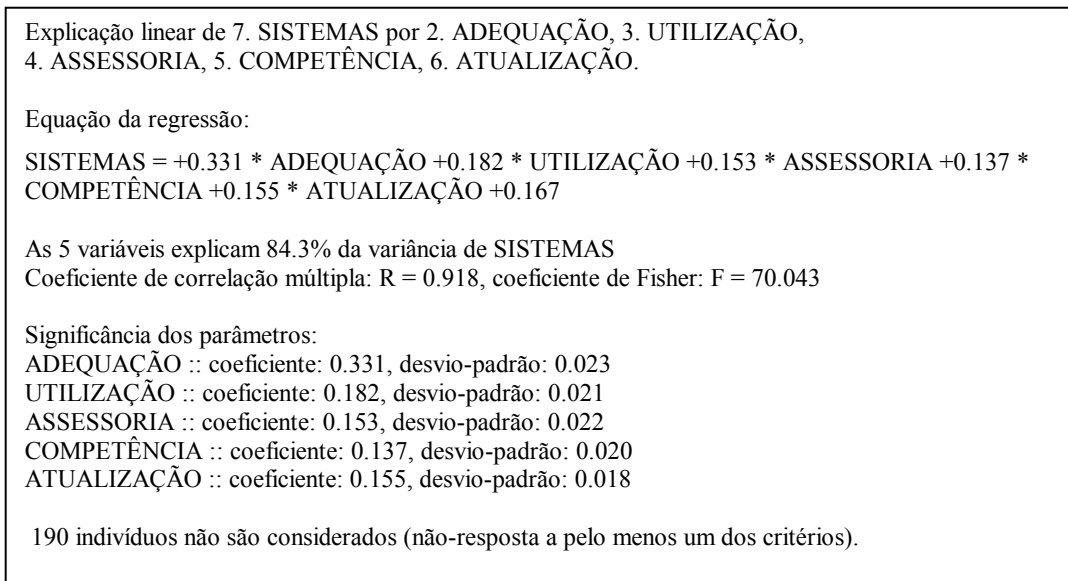 Explicação linear de 7. SISTEMAS por 2. ADEQUAÇÃO, 3. UTILIZAÇÃO,
4. ASSESSORIA, 5. COMPETÊNCIA, 6. ATUALIZAÇÃO.
Equação da regressão:
SISTEMAS = +0.331 * ADEQUAÇÃO +0.182 * UTILIZAÇÃO +0.153 * ASSESSORIA +0.137 *
COMPETÊNCIA +0.155 * ATUALIZAÇÃO +0.167
As 5 variáveis explicam 84.3% da variância de SISTEMAS
Coeficiente de correlação múltipla: R = 0.918, coeficiente de Fisher: F = 70.043
Significância dos parâmetros:
ADEQUAÇÃO :: coeficiente: 0.331, desvio-padrão: 0.023
UTILIZAÇÃO :: coeficiente: 0.182, desvio-padrão: 0.021
ASSESSORIA :: coeficiente: 0.153, desvio-padrão: 0.022
COMPETÊNCIA :: coeficiente: 0.137, desvio-padrão: 0.020
ATUALIZAÇÃO :: coeficiente: 0.155, desvio-padrão: 0.018
190 indivíduos não são considerados (não-resposta a pelo menos um dos critérios).